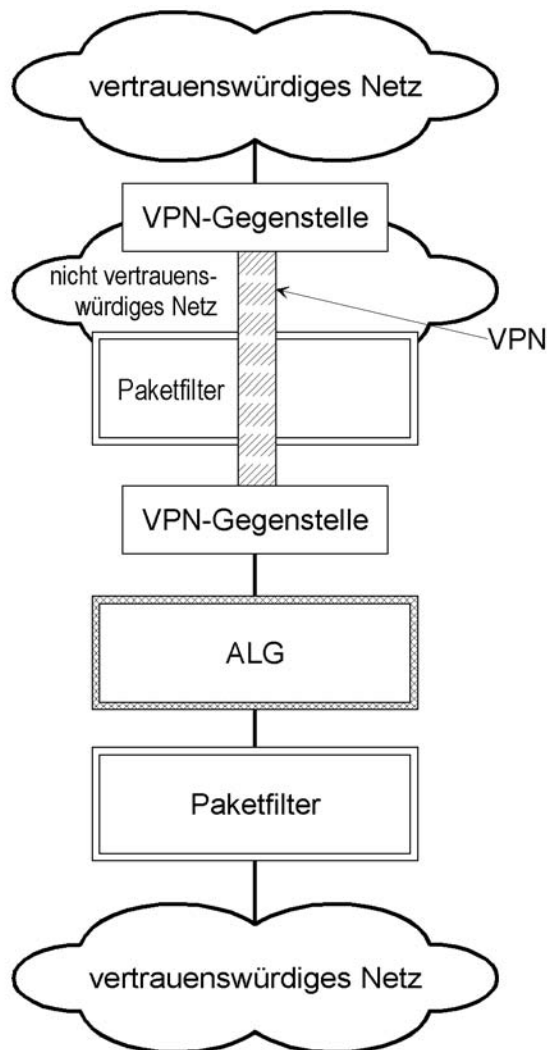 vertrauenswürdiges Netz
VPN-Gegenstelle
nicht vertrauens-
würdiges Netz
VPN
Paketfilter
VPN-Gegenstelle
ALG
Paketfilter
vertrauenswürdiges Netz